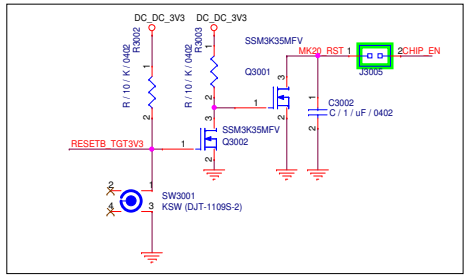 DC_DC_3V3
DC_DC_3V3
R3002
R / 10 / K / 0402
1
2
R3003
R / 10 / K / 0402
1
2
SSM3K35MFV
Q3001
1
3
2
MK20_RST
1
2
CHIP_EN
J3005
C3002
C / 1 / uF / 0402
1
2
SSM3K35MFV
Q3002
1
3
2
RESETB_TGT3V3
SW3001
KSW (DJT-1109S-2)
2
1
4
3